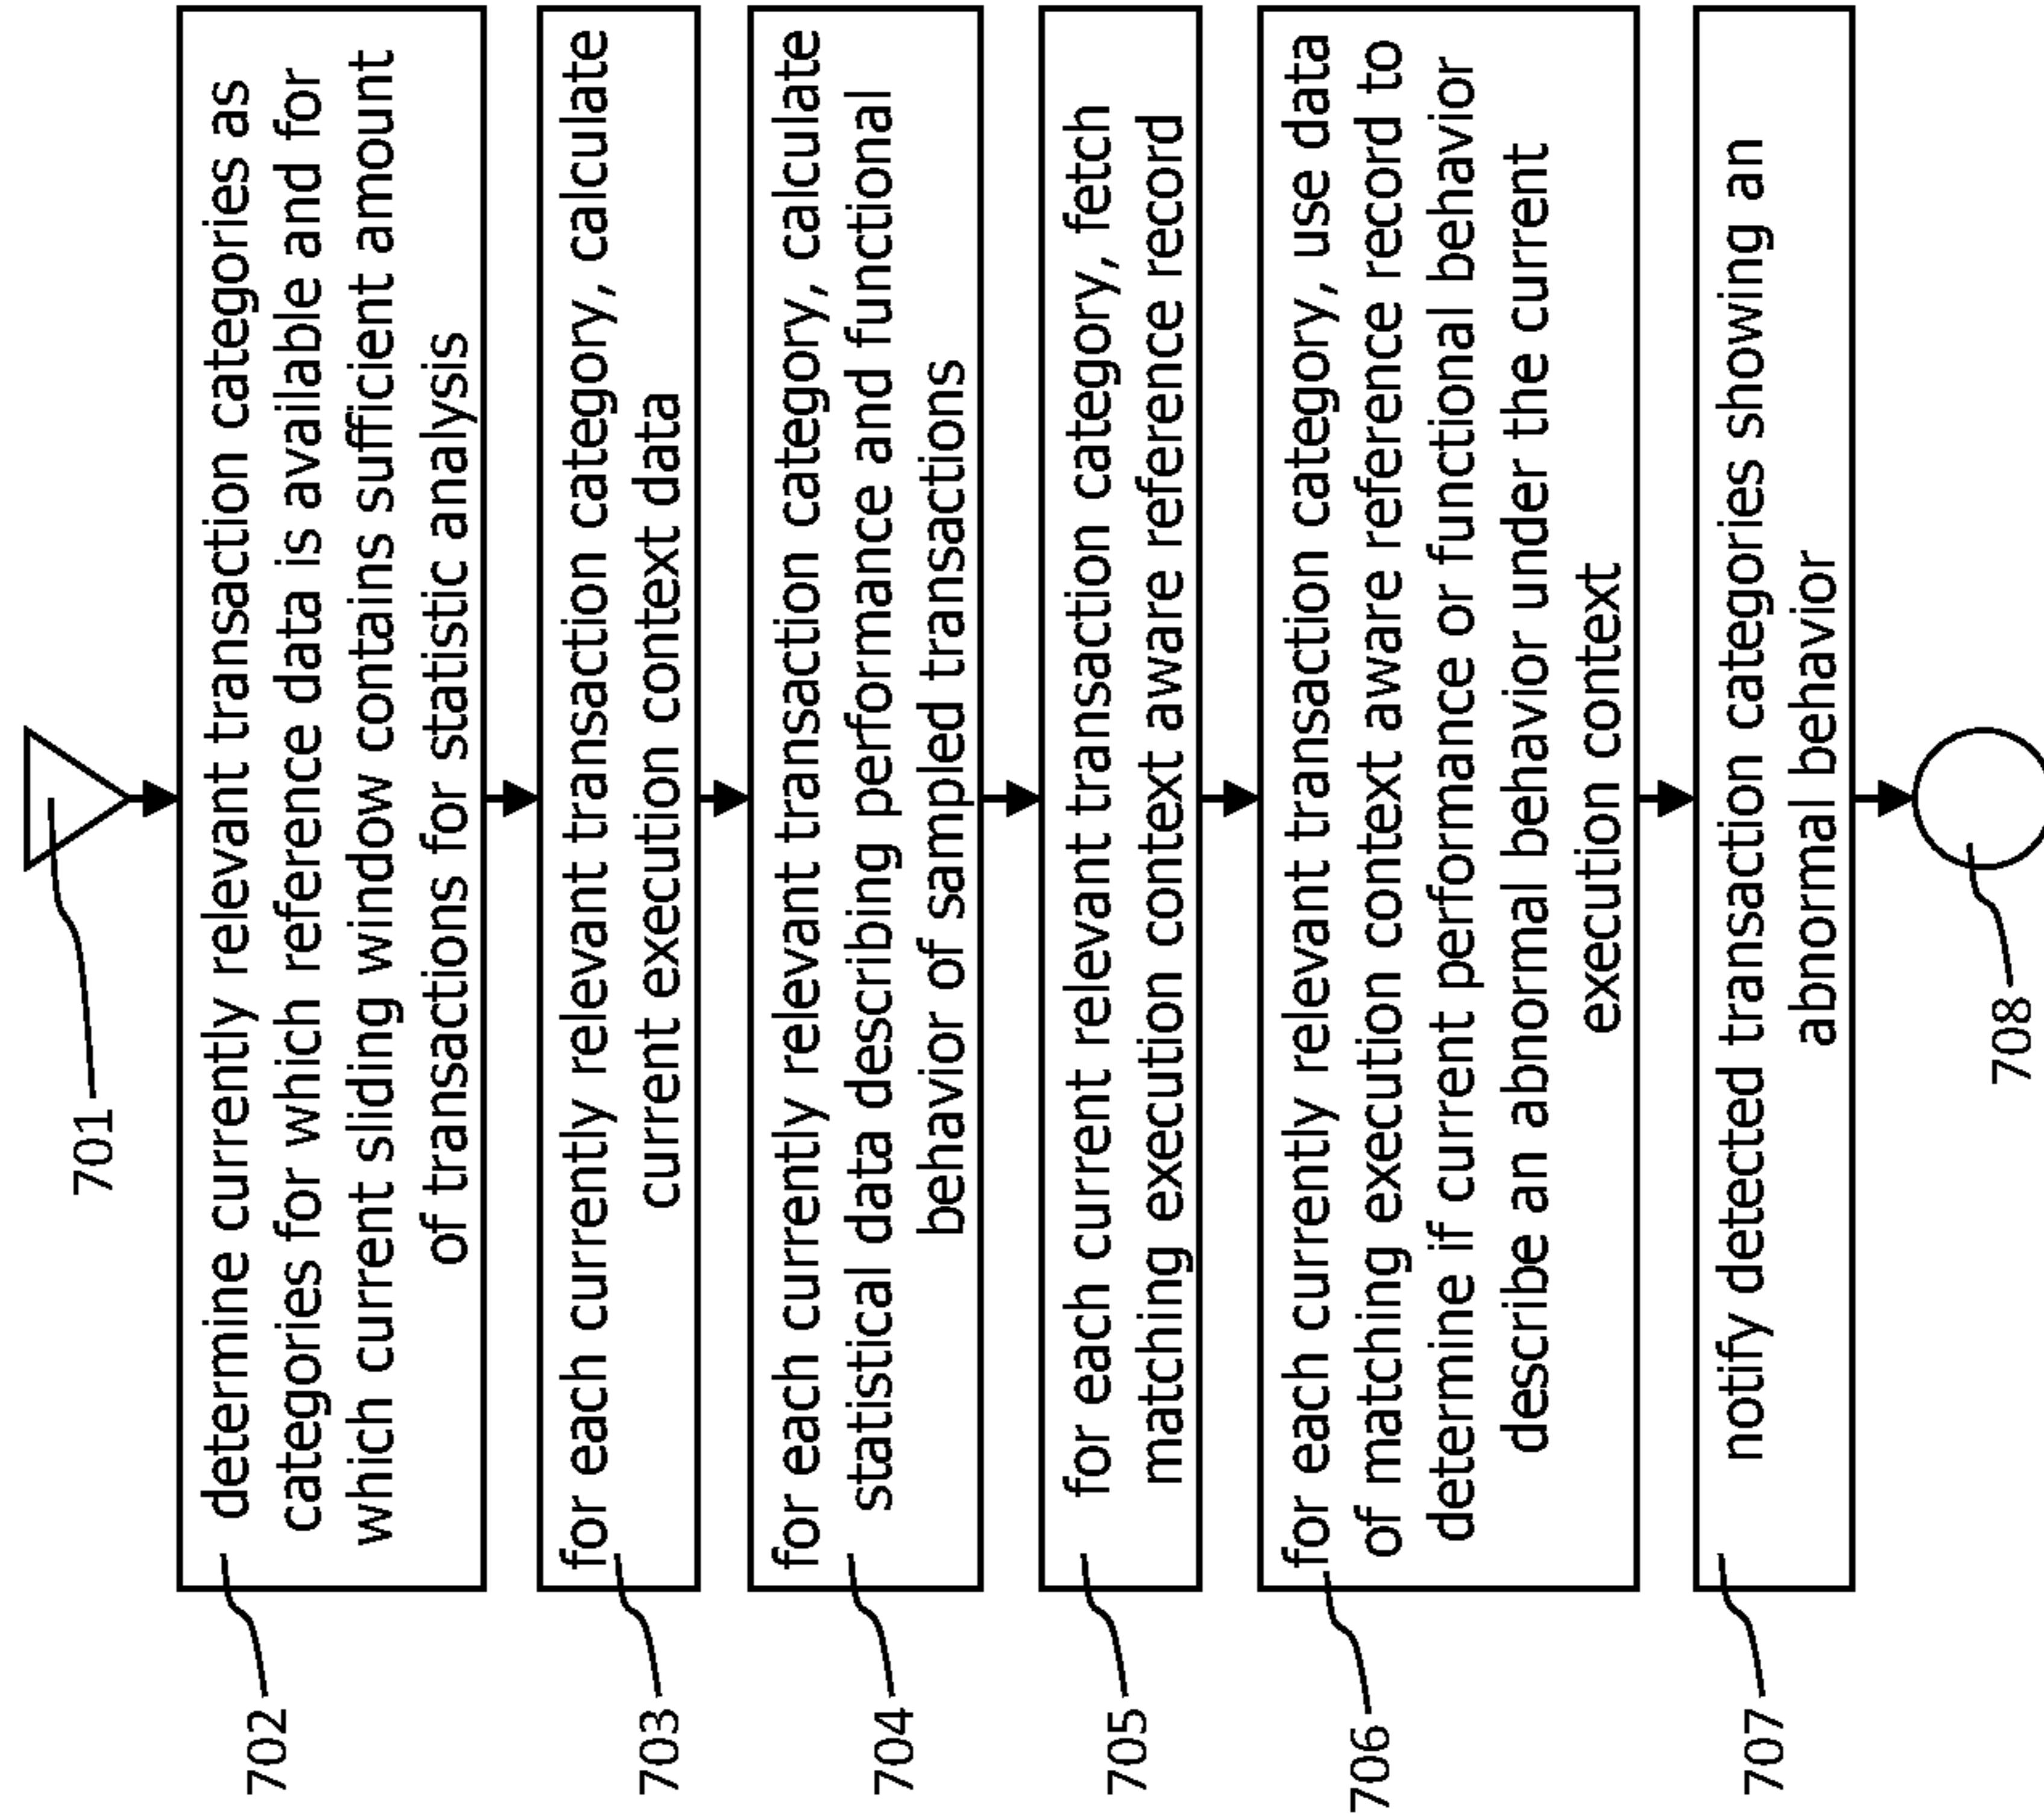 701
702
determine currently relevant transaction categories as
categories for which reference data is available and for
which current sliding window contains sufficient amount
of transactions for statistic analysis
703
for each currently relevant transaction category, calculate
current execution context data
704
for each currently relevant transaction category, calculate
statistical data describing performance and functional
behavior of sampled transactions
705
for each current relevant transaction category, fetch
matching execution context aware reference record
706
for each currently relevant transaction category, use data
of matching execution context aware reference record to
determine if current performance or functional behavior
describe an abnormal behavior under the current
execution context
707
notify detected transaction categories showing an
abnormal behavior
708